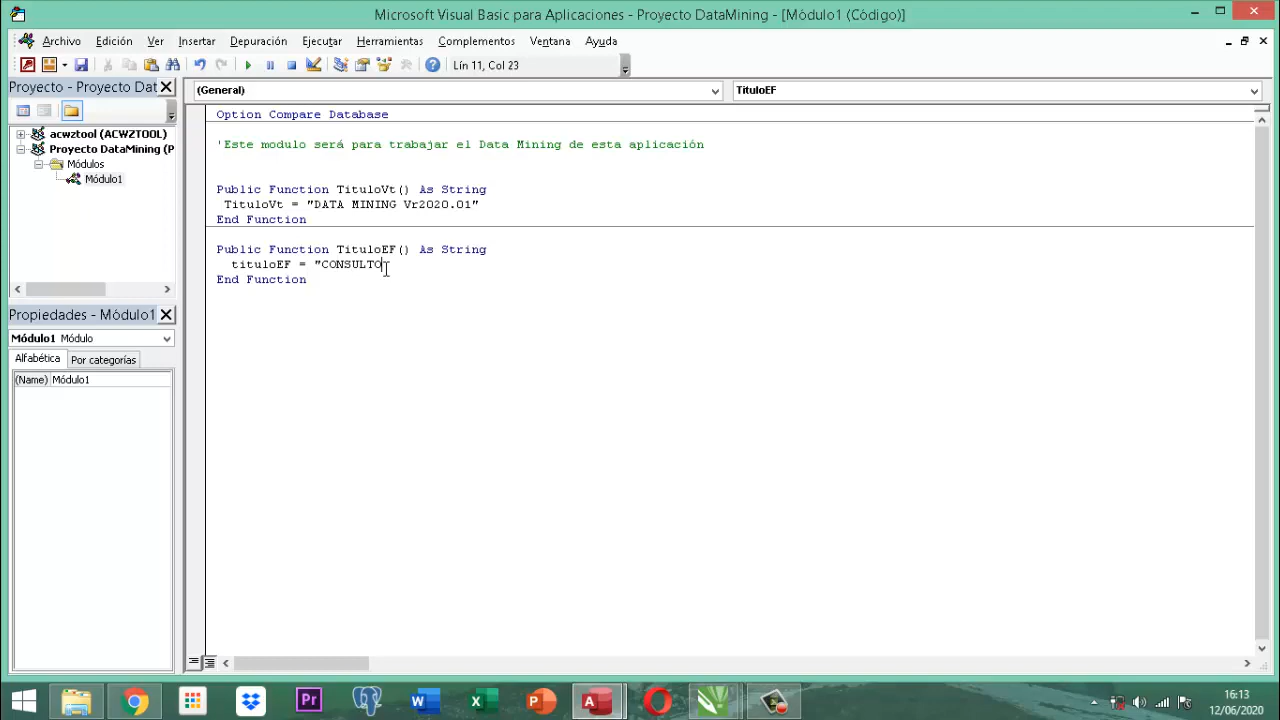 Microsoft Visual Basic para Aplicaciones - Proyecto DataMining - [Módulo1 (Código)]
Archivo Edición Ver Insertar Depuración Ejecutar Herramientas Complementos Ventana Ayuda
Lín 11, Col 23
Proyecto - Proyecto Dat
(General)
TituloEF
acwztool (ACWZTOOL)
Proyecto DataMining (P
Módulos
Módulo1
Option Compare Database
'Este modulo será para trabajar el Data Mining de esta aplicación
Public Function TituloVt() As String
TituloVt = "DATA MINING Vr2020.01"
End Function
Public Function TituloEF() As String
tituloEF = "CONSULTO
End Function
Propiedades - Módulo1
Módulo1 Módulo
Alfabética Por categorías
(Name) Módulo1
Pr
16:13
12/06/2020